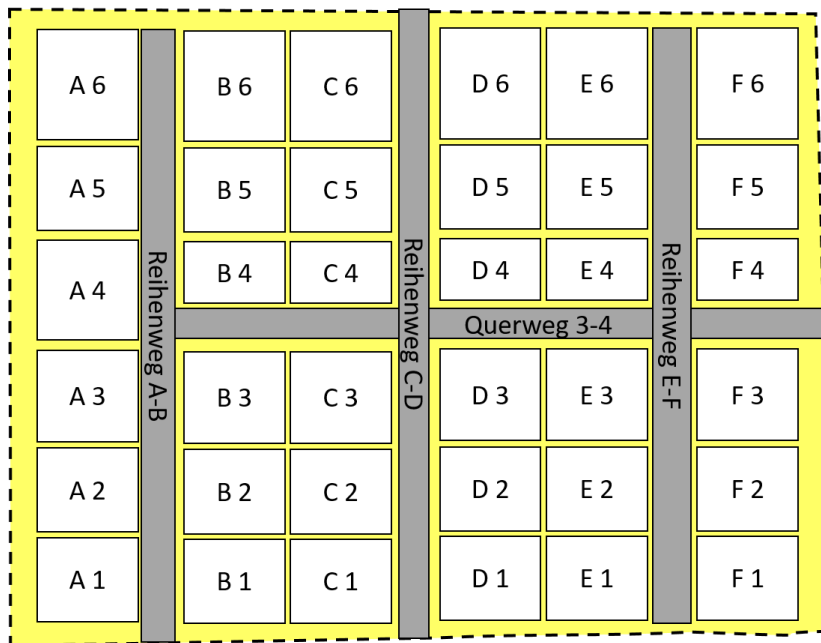 A 6
B 6
C 6
D 6
E 6
F 6
A 5
B 5
C 5
D 5
E 5
F 5
A 4
B 4
C 4
D 4
E 4
F 4
Reihenweg A-B
Reihenweg C-D
Querweg 3-4
Reihenweg E-F
A 3
B 3
C 3
D 3
E 3
F 3
A 2
B 2
C 2
D 2
E 2
F 2
A 1
B 1
C 1
D 1
E 1
F 1